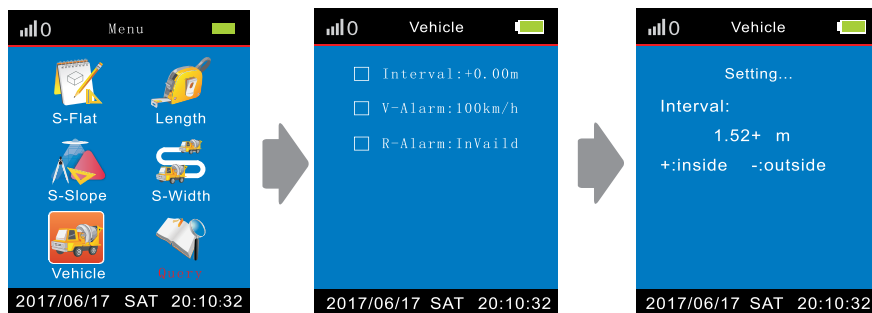 0 Menu
S-Flat Length
S-Slope S-Width
Vehicle Query
2017/06/17 SAT 20:10:32
0 Vehicle
Interval:+0.00m
V-Alarm:100km/h
R-Alarm:InVaild
2017/06/17 SAT 20:10:32
0 Vehicle
Setting...
Interval:
1.52+ m
+:inside -:outside
2017/06/17 SAT 20:10:32